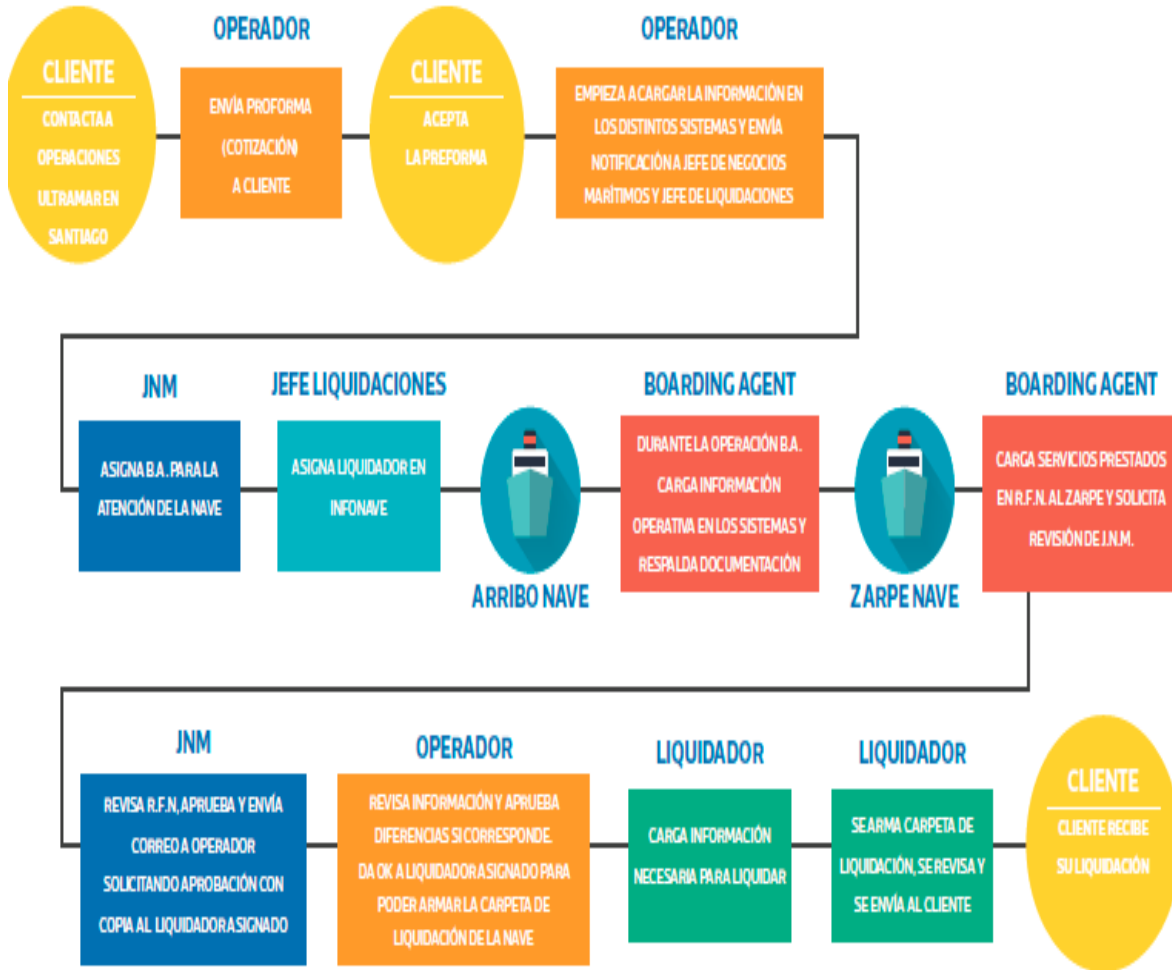 OPERADOR
OPERADOR
CLIENTE
CONTACTA A
OPERACIONES
ULTRAMAR EN
SANTIAGO
ENVÍA PROFORMA
(COTIZACIÓN)
A CLIENTE
CLIENTE
ACEPTA
LA PREFORMA
EMPIEZA A CARGAR LA INFORMACIÓN EN
LOS DISTINTOS SISTEMAS Y ENVÍA
NOTIFICACIÓN A JEFE DE NEGOCIOS
MARÍTIMOS Y JEFE DE LIQUIDACIONES
JNM
ASIGNA B.A. PARA LA
ATENCIÓN DE LA NAVE
JEFE LIQUIDACIONES
ASIGNA LIQUIDADOR EN
INFONAVE
ARRIBO NAVE
BOARDING AGENT
DURANTE LA OPERACIÓN B.A.
CARGA INFORMACIÓN
OPERATIVA EN LOS SISTEMAS Y
RESPALDA DOCUMENTACIÓN
ZARPE NAVE
BOARDING AGENT
CARGA SERVICIOS PRESTADOS
EN R.F.N. AL ZARPE Y SOLICITA
REVISIÓN DE J.N.M.
JNM
REVISA R.F.N, APRUEBA Y ENVÍA
CORREO A OPERADOR
SOLICITANDO APROBACIÓN CON
COPIA AL LIQUIDADOR ASIGNADO
OPERADOR
REVISA INFORMACIÓN Y APRUEBA
DIFERENCIAS SI CORRESPONDE.
DA OK A LIQUIDADOR ASIGNADO PARA
PODER ARMAR LA CARPETA DE
LIQUIDACIÓN DE LA NAVE
LIQUIDADOR
CARGA INFORMACIÓN
NECESARIA PARA LIQUIDAR
LIQUIDADOR
SE ARMA CARPETA DE
LIQUIDACIÓN, SE REVISA Y
SE ENVÍA AL CLIENTE
CLIENTE
CLIENTE RECIBE
SU LIQUIDACIÓN